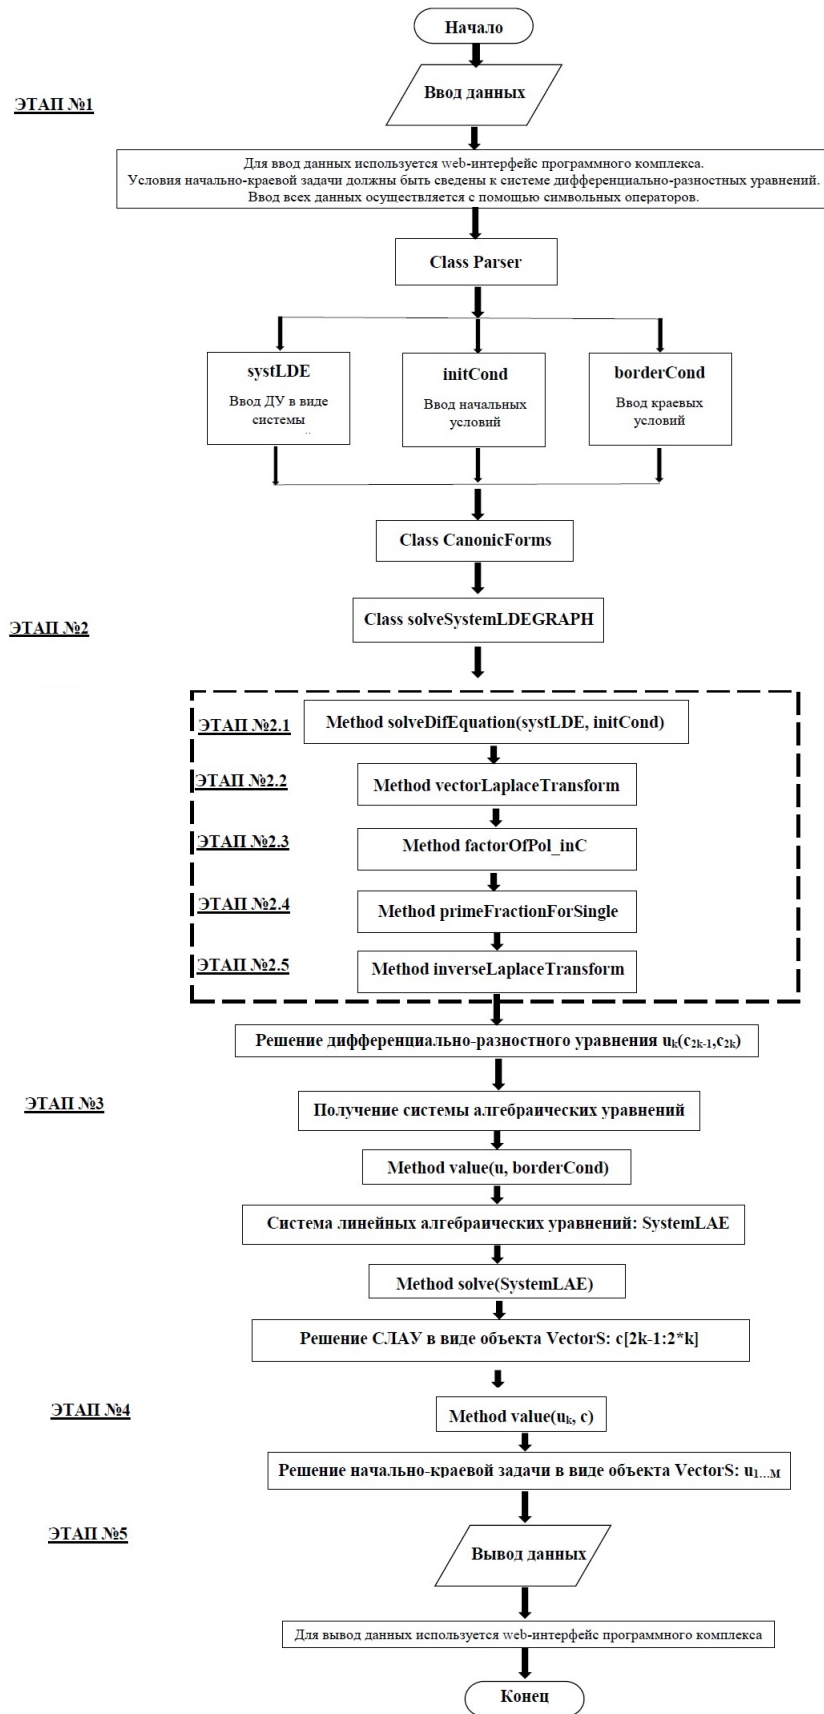 Начало
Ввод данных
ЭТАП №1
Для ввод данных используется web-интерфейс программного комплекса.
Условия начально-краевой задачи должны быть сведены к системе дифференциально-разностных уравнений.
Ввод всех данных осуществляется с помощью символьных операторов.
Class Parser
systLDE
Ввод ДУ в виде
системы
initCond
Ввод начальных
условий
borderCond
Ввод краевых
условий
Class CanonicForms
ЭТАП №2
Class solveSystemLDEGRAPH
ЭТАП №2.1
Method solveDifEquation(systLDE, initCond)
ЭТАП №2.2
Method vectorLaplaceTransform
ЭТАП №2.3
Method factorOfPol_inC
ЭТАП №2.4
Method primeFractionForSingle
ЭТАП №2.5
Method inverseLaplaceTransform
Решение дифференциально-разностного уравнения uₖ(c₂ₖ₋₁,c₂ₖ)
ЭТАП №3
Получение системы алгебраических уравнений
Method value(u, borderCond)
Система линейных алгебраических уравнений: SystemLAE
Method solve(SystemLAE)
Решение СЛАУ в виде объекта VectorS: c[2k-1:2*k]
ЭТАП №4
Method value(uₖ, c)
Решение начально-краевой задачи в виде объекта VectorS: u1...M
ЭТАП №5
Вывод данных
Для вывод данных используется web-интерфейс программного комплекса
Конец